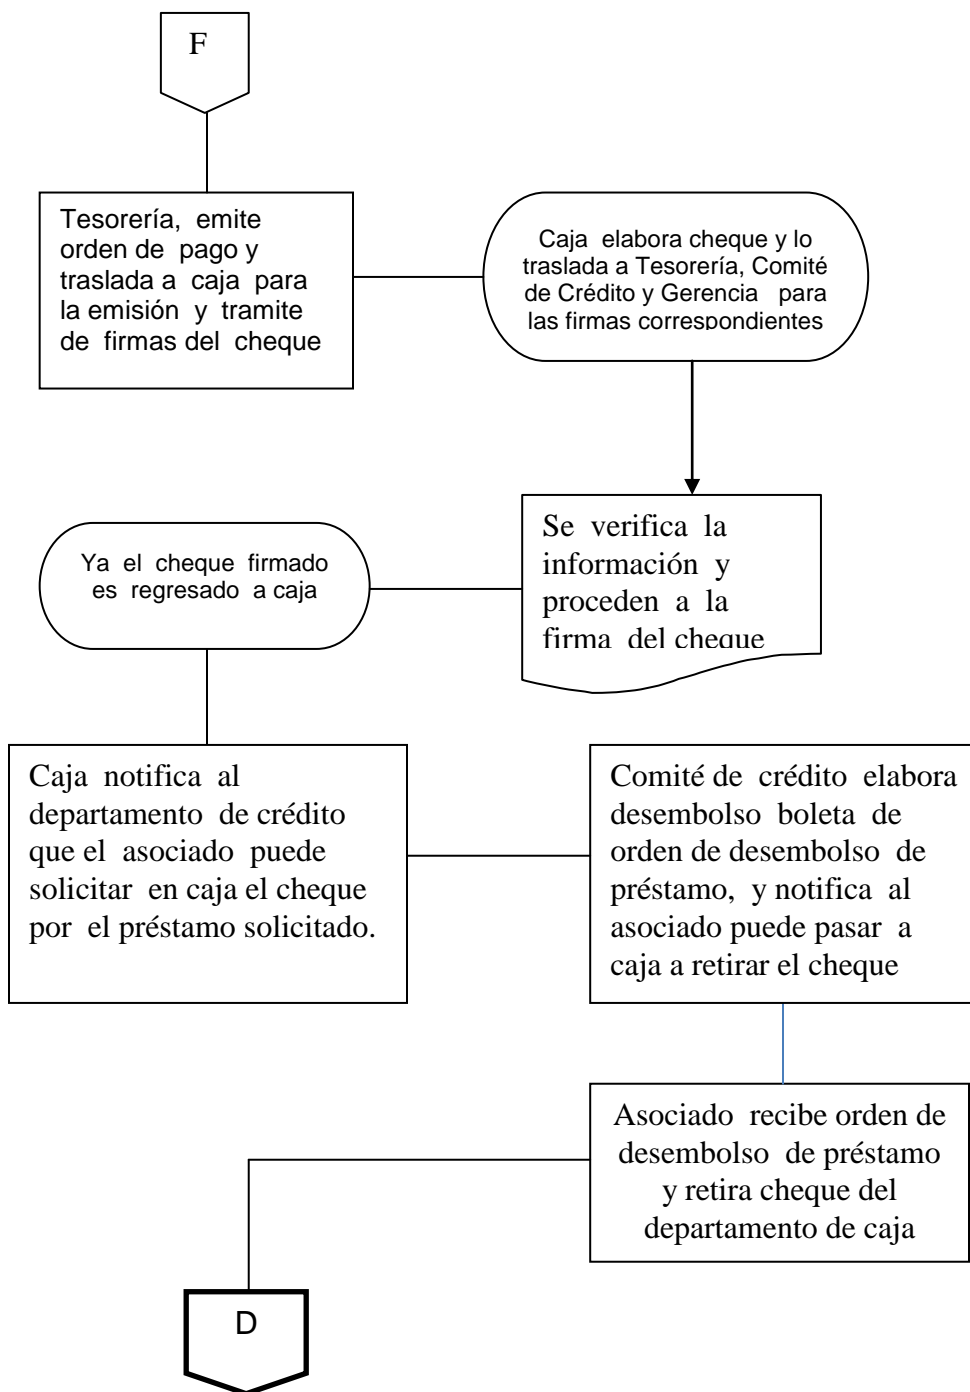 F
Tesorería, emite
orden de pago y
traslada a caja para
la emisión y tramite
de firmas del cheque
Caja elabora cheque y lo
traslada a Tesorería, Comité
de Crédito y Gerencia para
las firmas correspondientes
Se verifica la
información y
proceden a la
firma del cheque
Ya el cheque firmado
es regresado a caja
Caja notifica al
departamento de crédito
que el asociado puede
solicitar en caja el cheque
por el préstamo solicitado.
Comité de crédito elabora
desembolso boleta de
orden de desembolso de
préstamo, y notifica al
asociado puede pasar a
caja a retirar el cheque
Asociado recibe orden de
desembolso de préstamo
y retira cheque del
departamento de caja
D